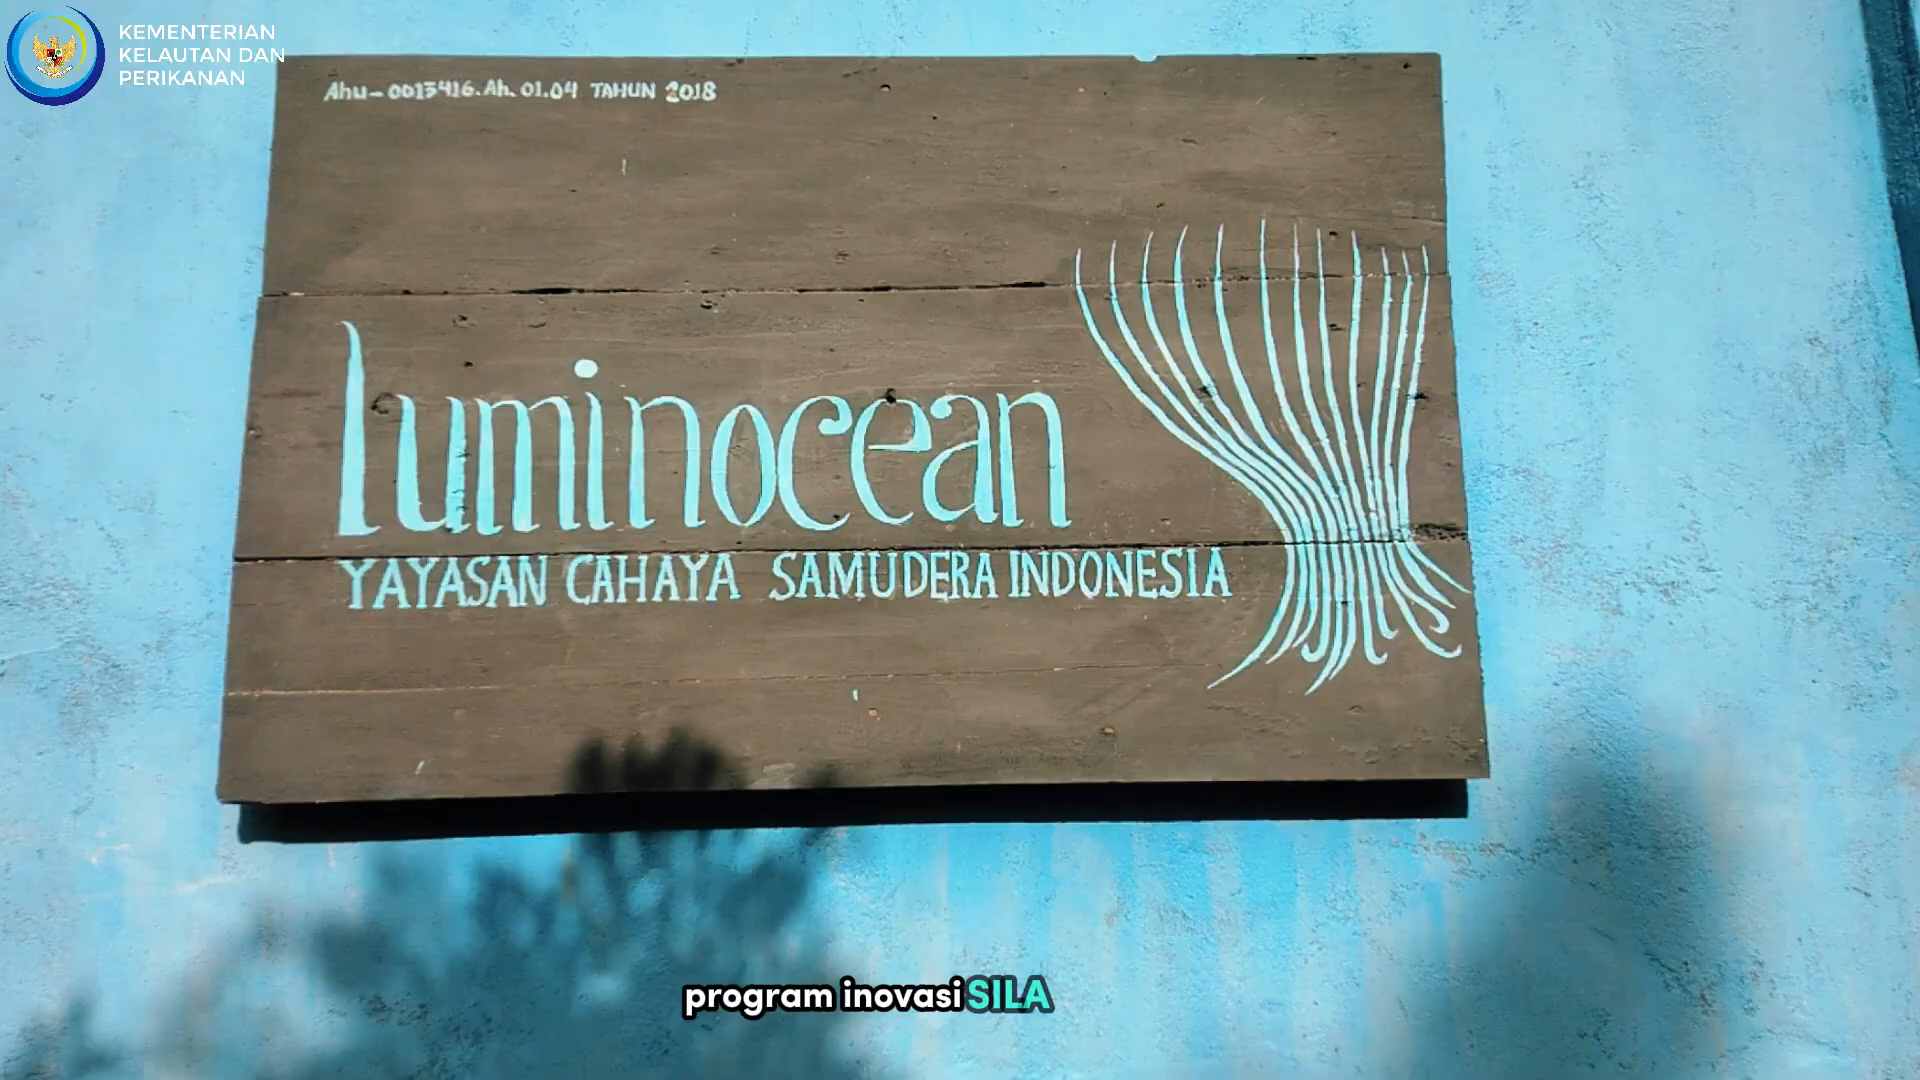 KEMENTERIAN
KELAUTAN DAN
PERIKANAN
Ahu-0013416.Ah.01.04 TAHUN 2018
luminocean
YAYASAN CAHAYA SAMUDERA INDONESIA
program inovasi SILA